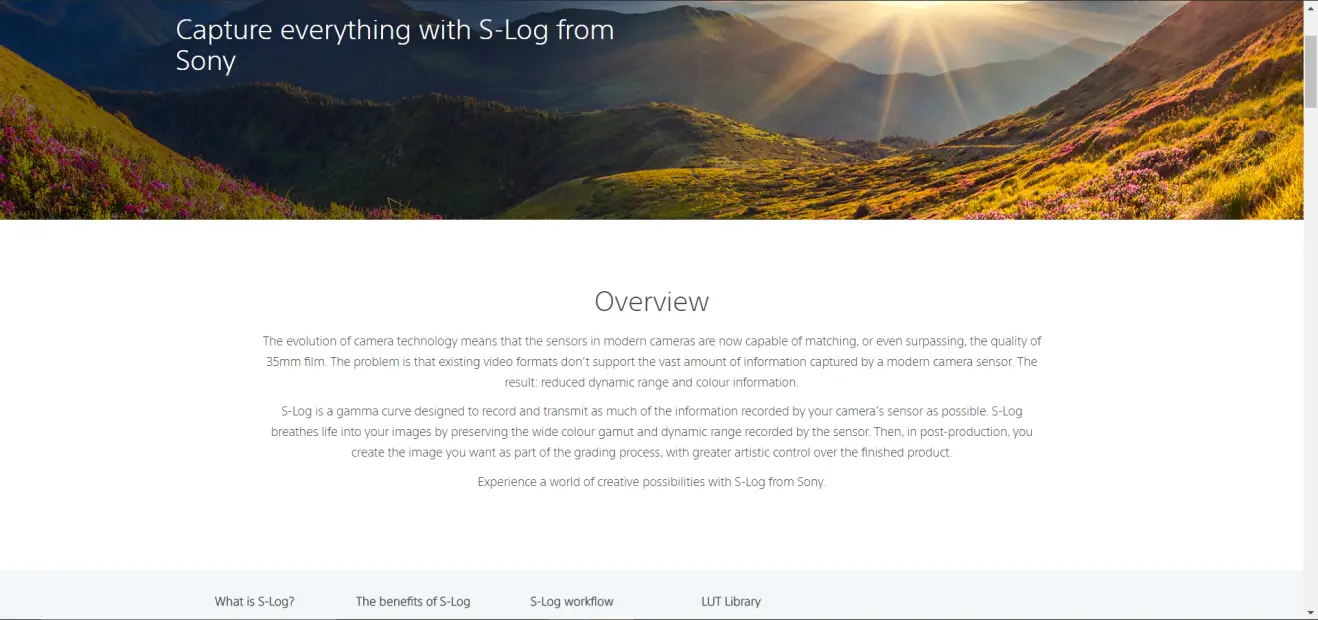 Capture everything with S-Log from
Sony
Overview
The evolution of camera technology means that the sensors in modern cameras are now capable of matching, or even surpassing, the quality of
35mm film. The problem is that existing video formats don't support the vast amount of information captured by a modern camera sensor. The
result: reduced dynamic range and colour information.
S-Log is a gamma curve designed to record and transmit as much of the information recorded by your camera's sensor as possible. S-Log
breathes life into your images by preserving the wide colour gamut and dynamic range recorded by the sensor. Then, in post-production, you
create the image you want as part of the grading process, with greater artistic control over the finished product.
Experience a world of creative possibilities with S-Log from Sony.
What is S-Log? The benefits of S-Log S-Log workflow LUT Library